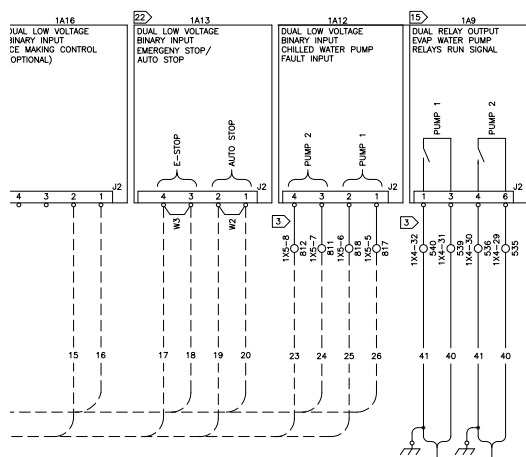 1A16
DUAL LOW VOLTAGE
BINARY INPUT
CE MAKING CONTROL
OPTIONAL)
J2
4 3 2 1
15 16
22
1A13
DUAL LOW VOLTAGE
BINARY INPUT
EMERGENY STOP/
AUTO STOP
E-STOP
AUTO STOP
J2
4 3 2 1
W3
W2
17 18 19 20
1A12
DUAL LOW VOLTAGE
BINARY INPUT
CHILLED WATER PUMP
FAULT INPUT
PUMP 2
PUMP 1
J2
4 3 2 1
3
1X5-8
812
1X5-7
811
1X5-6
818
1X5-5
817
23 24 25 26
15
1A9
DUAL RELAY OUTPUT
EVAP WATER PUMP
RELAYS RUN SIGNAL
PUMP 1
PUMP 2
J2
1 3 4 6
3
1X4-32
540
1X4-31
539
1X4-30
536
1X4-29
535
41 40 41 40